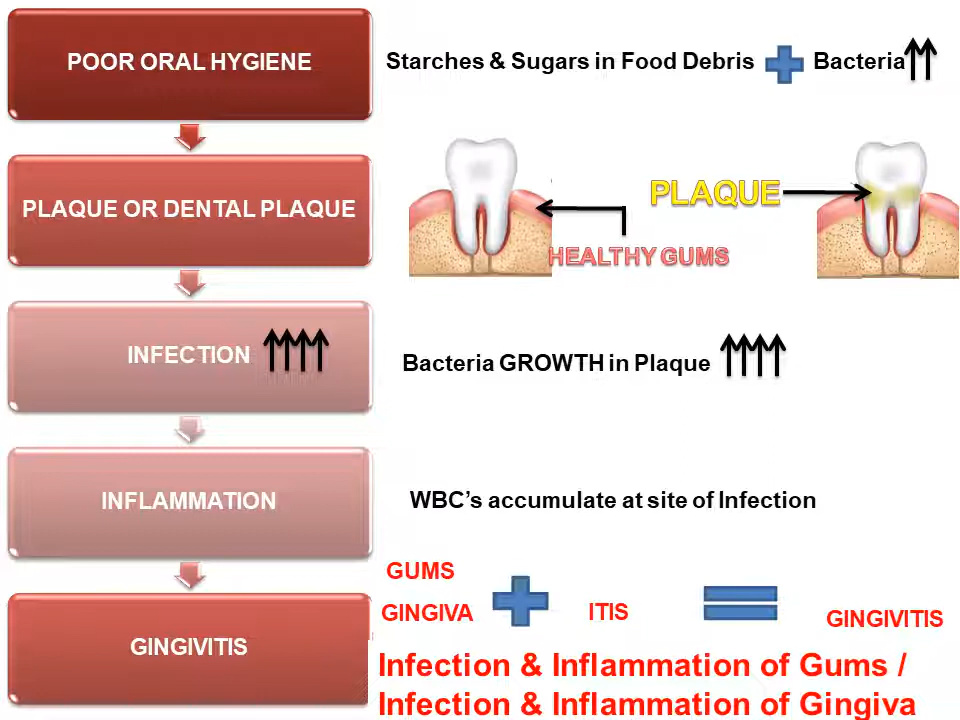 POOR ORAL HYGIENE
Starches & Sugars in Food Debris
Bacteria
PLAQUE OR DENTAL PLAQUE
PLAQUE
HEALTHY GUMS
INFECTION
Bacteria GROWTH in Plaque
INFLAMMATION
WBC's accumulate at site of Infection
GUMS
GINGIVA
ITIS
GINGIVITIS
GINGIVITIS
Infection & Inflammation of Gums /
Infection & Inflammation of Gingiva